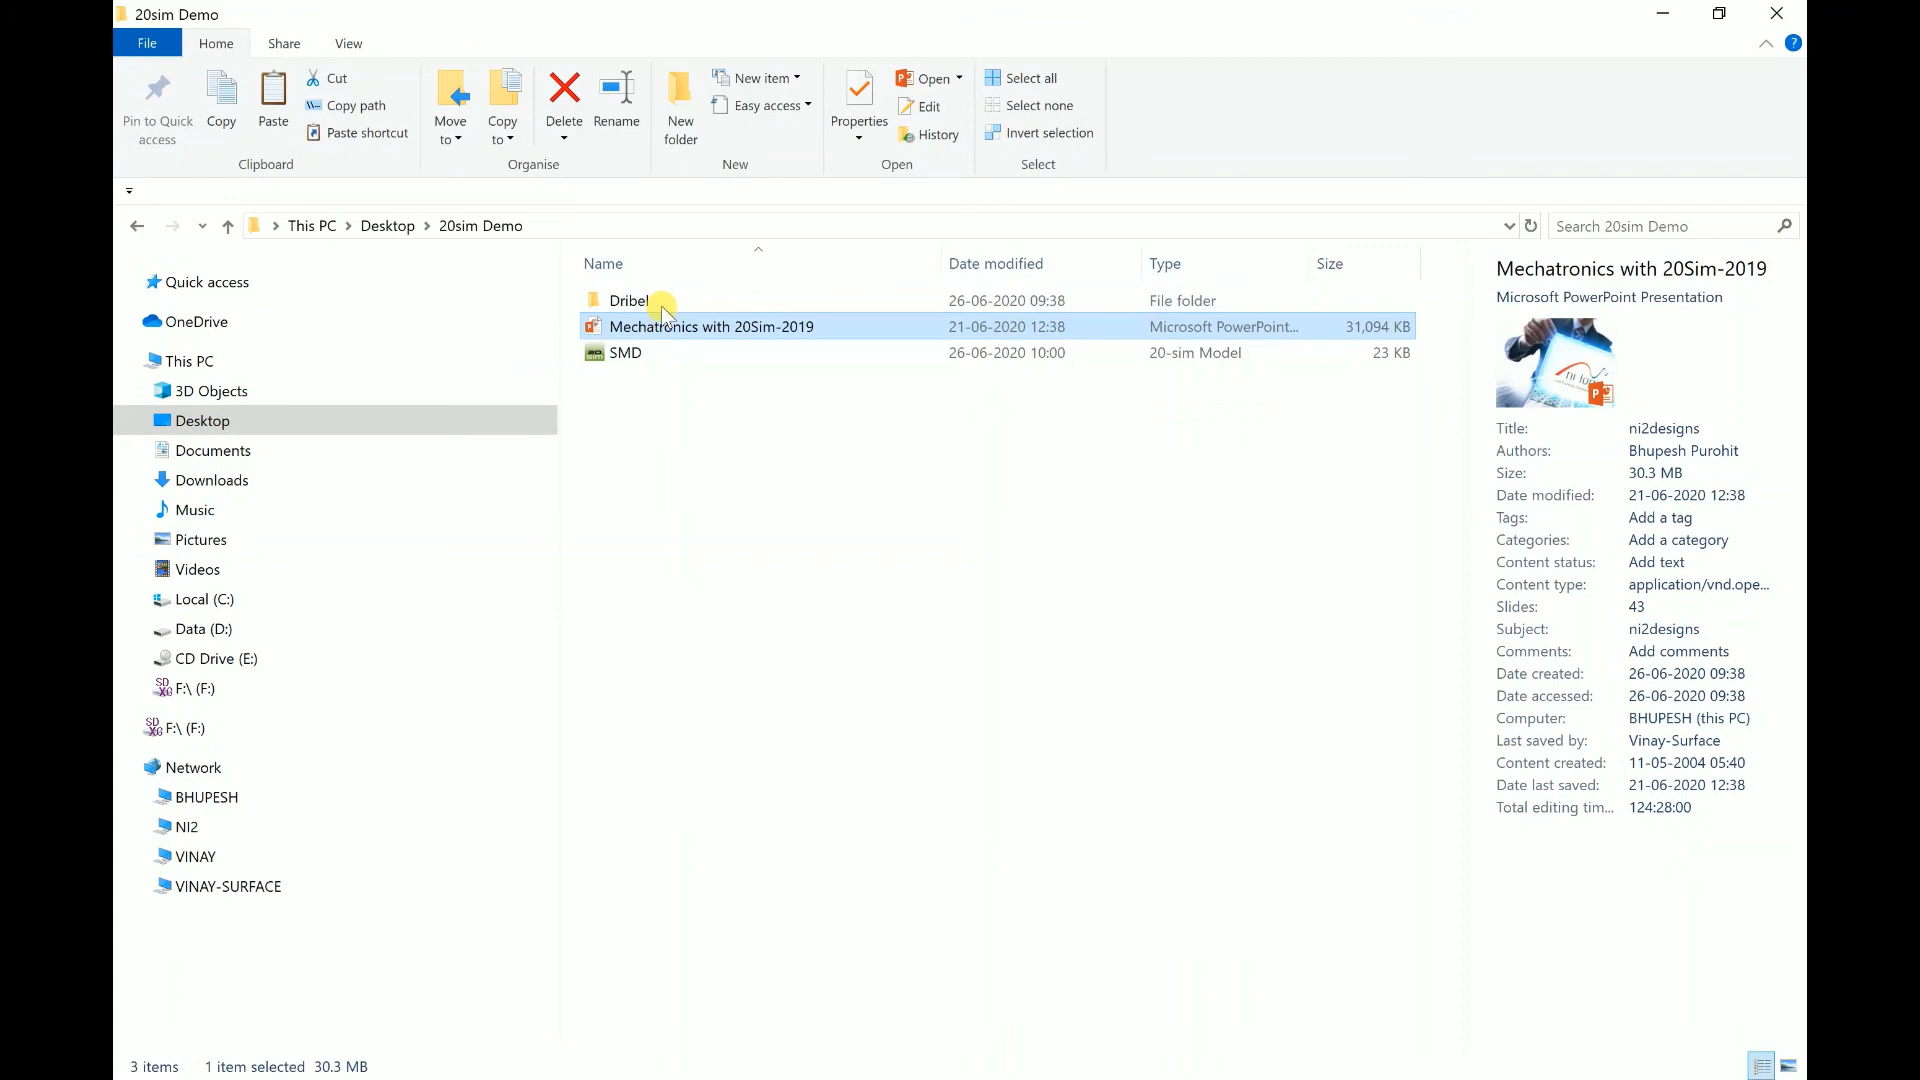 20sim Demo
File
Home
Share
View
Pin to Quick
access
Copy
Paste
Cut
Copy path
Paste shortcut
Clipboard
Move
to
Copy
to
Delete
Rename
Organise
New
folder
New item
Easy access
New
Properties
Open
Edit
History
Open
Select all
Select none
Invert selection
Select
This PC
Desktop
20sim Demo
Search 20sim Demo
Quick access
OneDrive
This PC
3D Objects
Desktop
Documents
Downloads
Music
Pictures
Videos
Local (C:)
Data (D:)
CD Drive (E:)
F:\ (F:)
F:\ (F:)
Network
BHUPESH
NI2
VINAY
VINAY-SURFACE
Name Date modified Type Size
Dribel 26-06-2020 09:38 File folder
Mechatronics with 20Sim-2019 21-06-2020 12:38 Microsoft PowerPoint... 31,094 KB
SMD 26-06-2020 10:00 20-sim Model 23 KB
Mechatronics with 20Sim-2019
Microsoft PowerPoint Presentation
Title: ni2designs
Authors: Bhupesh Purohit
Size: 30.3 MB
Date modified: 21-06-2020 12:38
Tags: Add a tag
Categories: Add a category
Content status: Add text
Content type: application/vnd.ope...
Slides: 43
Subject: ni2designs
Comments: Add comments
Date created: 26-06-2020 09:38
Date accessed: 26-06-2020 09:38
Computer: BHUPESH (this PC)
Last saved by: Vinay-Surface
Content created: 11-05-2004 05:40
Date last saved: 21-06-2020 12:38
Total editing tim... 124:28:00
3 items 1 item selected 30.3 MB